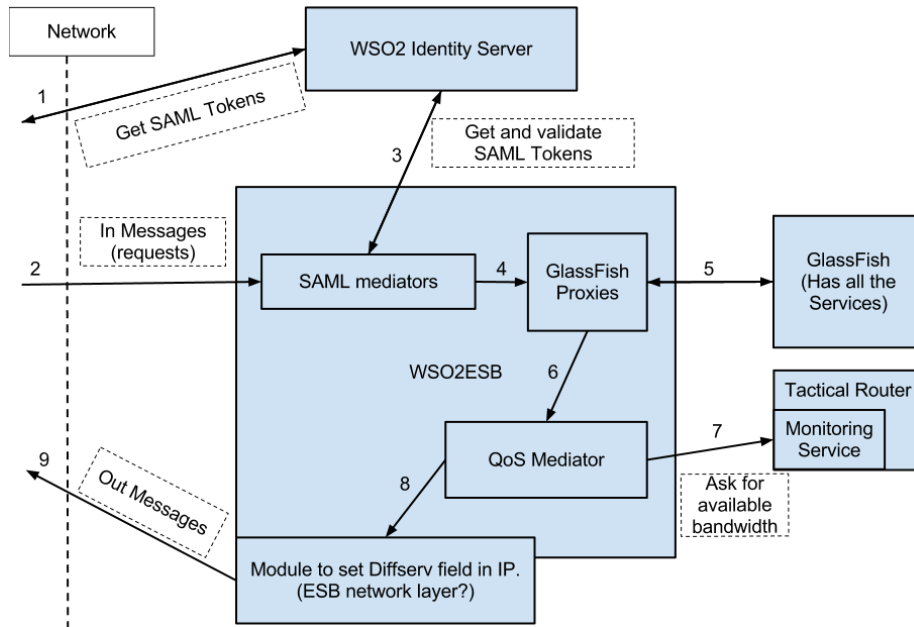 Network
WSO2 Identity Server
1
Get SAML Tokens
3
Get and validate
SAML Tokens
In Messages
(requests)
2
SAML mediators
4
GlassFish
Proxies
5
GlassFish
(Has all the
Services)
WSO2ESB
6
Tactical Router
Monitoring
Service
7
QoS Mediator
8
Ask for
available
bandwidth
9
Out Messages
Module to set Diffserv field in IP.
(ESB network layer?)